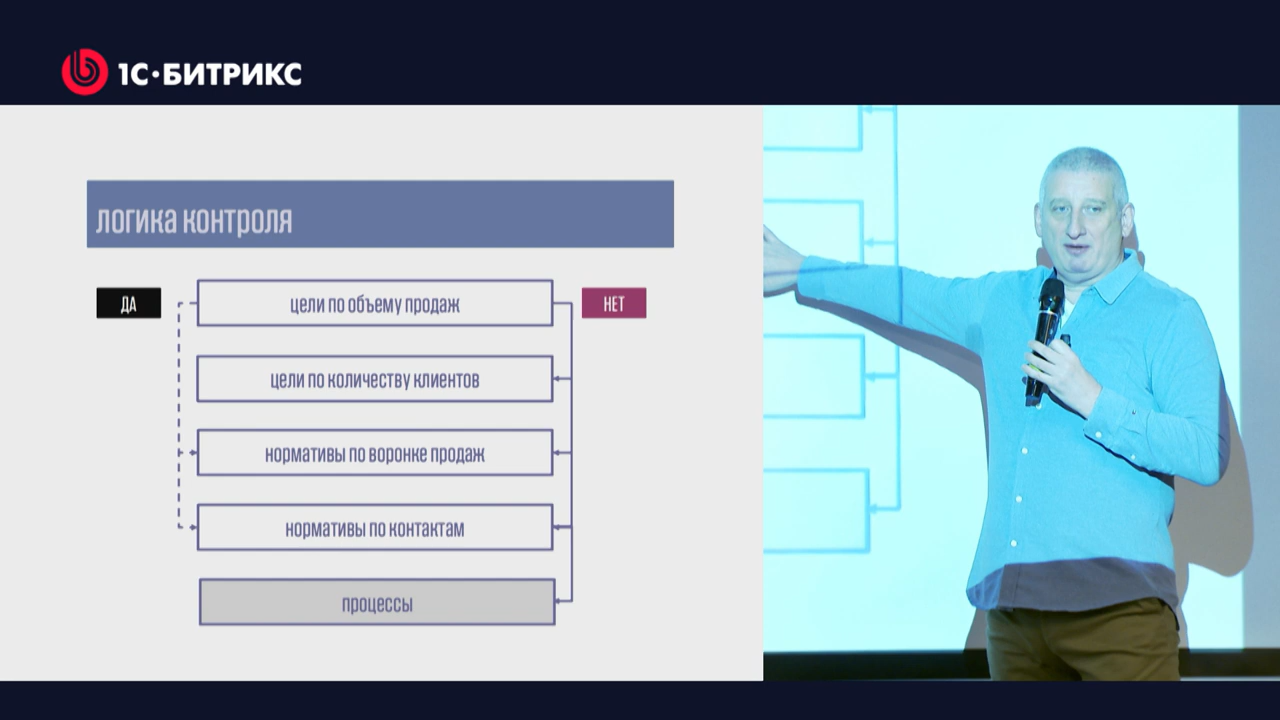 1С·БИТРИКС
логика контроля
ДА
цели по объему продаж
НЕТ
цели по количеству клиентов
нормативы по воронке продаж
нормативы по контактам
процессы